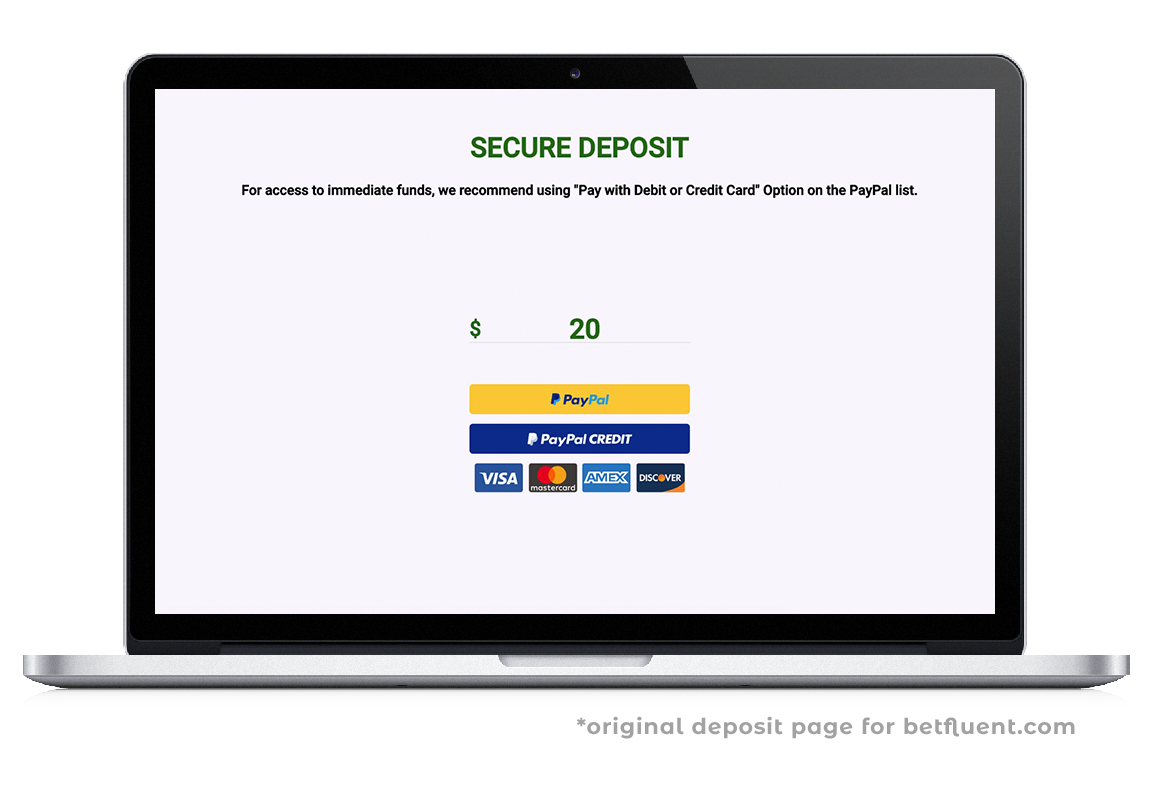 SECURE DEPOSIT
For access to immediate funds, we recommend using "Pay with Debit or Credit Card" Option on the PayPal list.
$ 20
PayPal
PayPal CREDIT
VISA mastercard AMEX DISCOVER
*original deposit page for betfluent.com